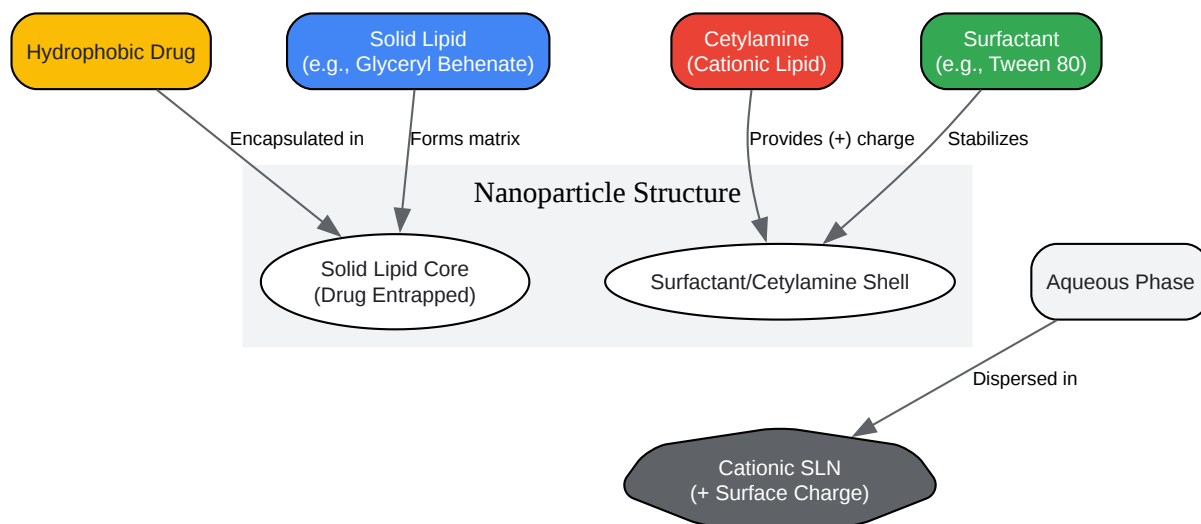 Hydrophobic Drug
Solid Lipid
(e.g., Glyceryl Behenate)
Cetylamine
(Cationic Lipid)
Surfactant
(e.g., Tween 80)
Encapsulated in
Forms matrix
Provides (+) charge
Stabilizes
Nanoparticle Structure
Solid Lipid Core
(Drug Entrapped)
Surfactant/Cetylamine Shell
Aqueous Phase
Dispersed in
Cationic SLN
(+ Surface Charge)